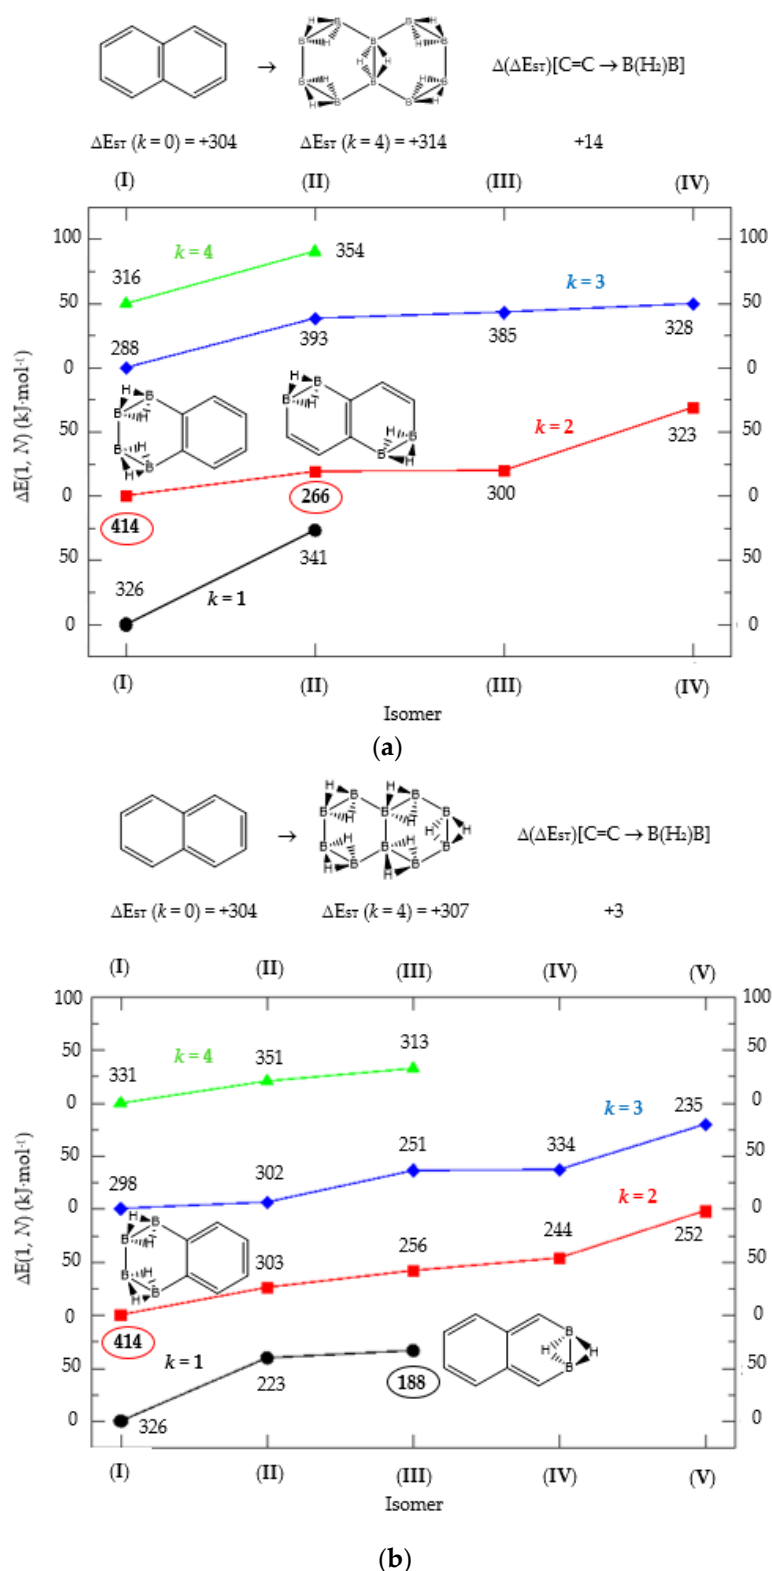 →
Δ(ΔEST)[C=C → B(H2)B]
ΔEST (k = 0) = +304
ΔEST (k = 4) = +314
+14
(I)
(II)
(III)
(IV)
100
50
0
50
0
50
0
ΔE(1, N) (kJ·mol-1)
k = 4
316
354
k = 3
288
393
385
328
k = 2
414
266
300
323
k = 1
326
341
H
B
100
50
0
50
0
50
0
(I)
(II)
(III)
(IV)
Isomer
(a)
→
Δ(ΔEST)[C=C → B(H2)B]
ΔEST (k = 0) = +304
ΔEST (k = 4) = +307
+3
(I)
(II)
(III)
(IV)
(V)
100
50
0
50
0
50
0
50
0
ΔE(1, N) (kJ·mol-1)
k = 4
331
351
313
k = 3
298
302
251
334
235
k = 2
414
303
256
244
252
k = 1
326
223
188
H
B
100
50
0
50
0
50
0
50
0
(I)
(II)
(III)
(IV)
(V)
Isomer
(b)